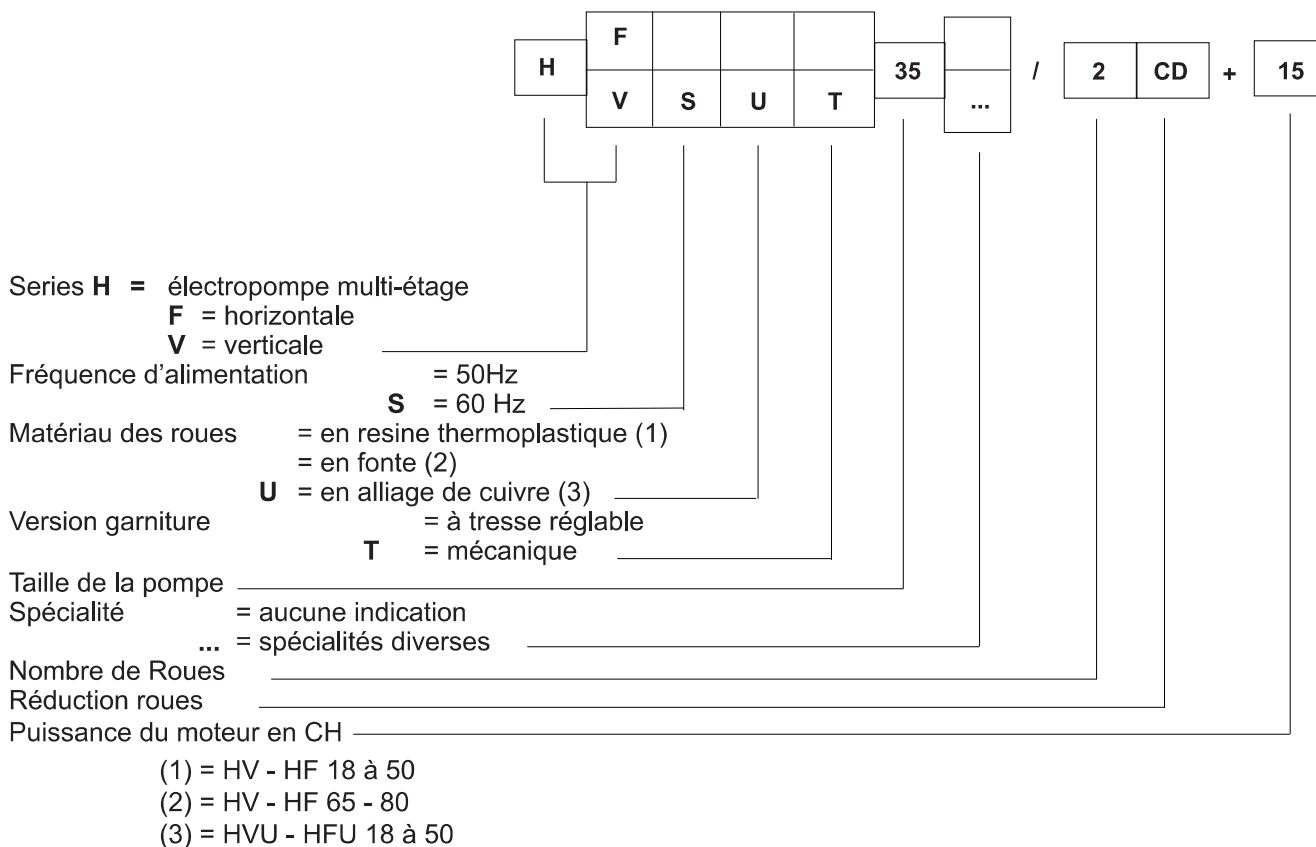 F
H 35 / 2 CD + 15
V S U T ...
Series H = électropompe multi-étage
F = horizontale
V = verticale
Fréquence d'alimentation = 50Hz
S = 60 Hz
Matèriau des roues = en resine thermoplastique (1)
= en fonte (2)
U = en alliage de cuivre (3)
Version garniture = à tresse réglable
T = mécanique
Taille de la pompe
Spécialité = aucune indication
... = spécialités diverses
Nombre de Roues
Réduction roues
Puissance du moteur en CH
(1) = HV - HF 18 à 50
(2) = HV - HF 65 - 80
(3) = HVU - HFU 18 à 50